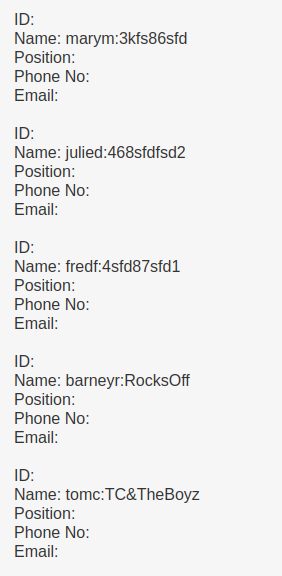 ID:
Name: marym:3kfs86sfd
Position:
Phone No:
Email:
ID:
Name: julied:468sfdfsd2
Position:
Phone No:
Email:
ID:
Name: fredf:4sfd87sfd1
Position:
Phone No:
Email:
ID:
Name: barneyr:RocksOff
Position:
Phone No:
Email:
ID:
Name: tomc:TC&TheBoyz
Position:
Phone No:
Email: